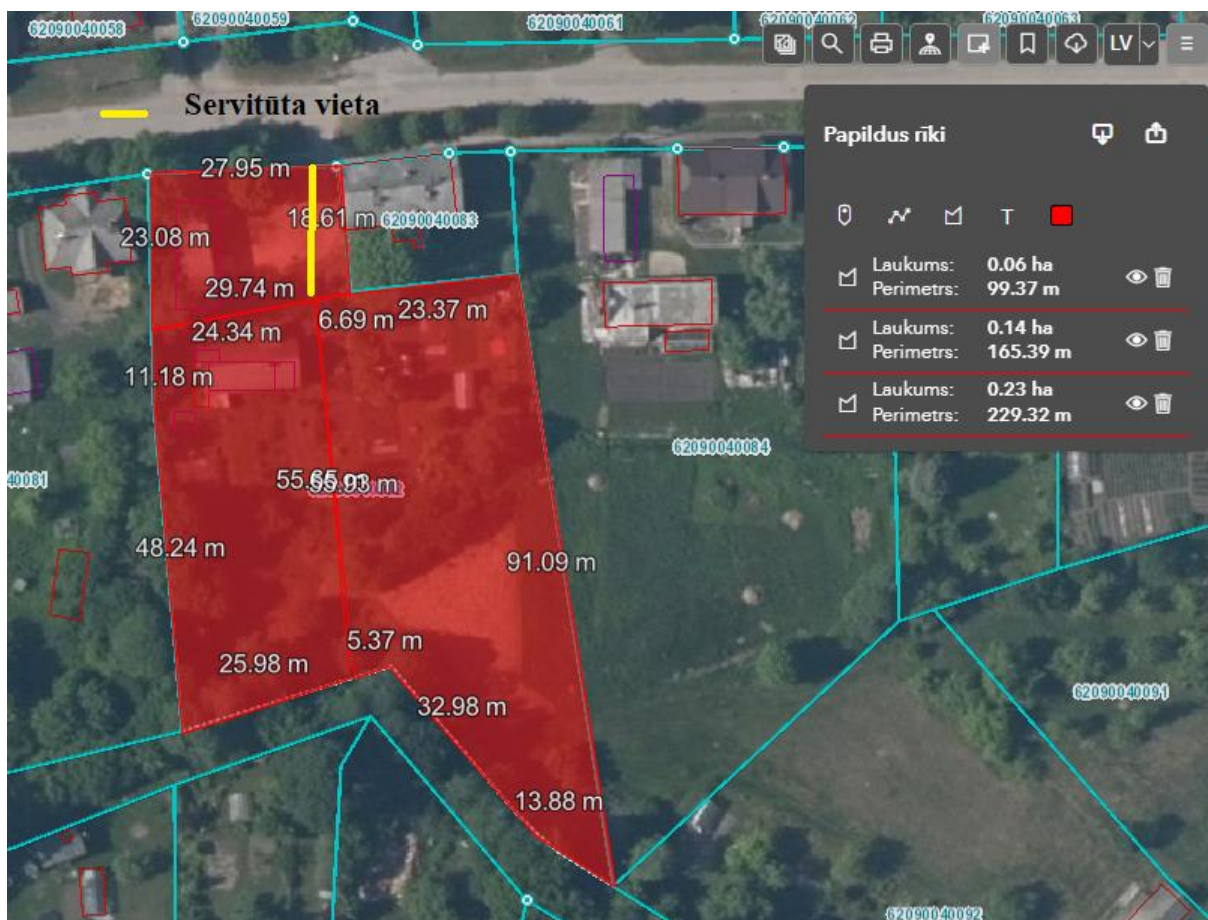 62090040058
62090040059
62090040061
62090040062
62090040063
LV
Servitūta vieta
Papildus rīki
T
Laukums: 0.06 ha
Perimetrs: 99.37 m
Laukums: 0.14 ha
Perimetrs: 165.39 m
Laukums: 0.23 ha
Perimetrs: 229.32 m
27.95 m
18.61 m
62090040083
23.08 m
29.74 m
6.69 m
23.37 m
24.34 m
11.18 m
62090040084
40081
55.93 m
48.24 m
91.09 m
5.37 m
25.98 m
32.98 m
62090040091
13.88 m
62090040092